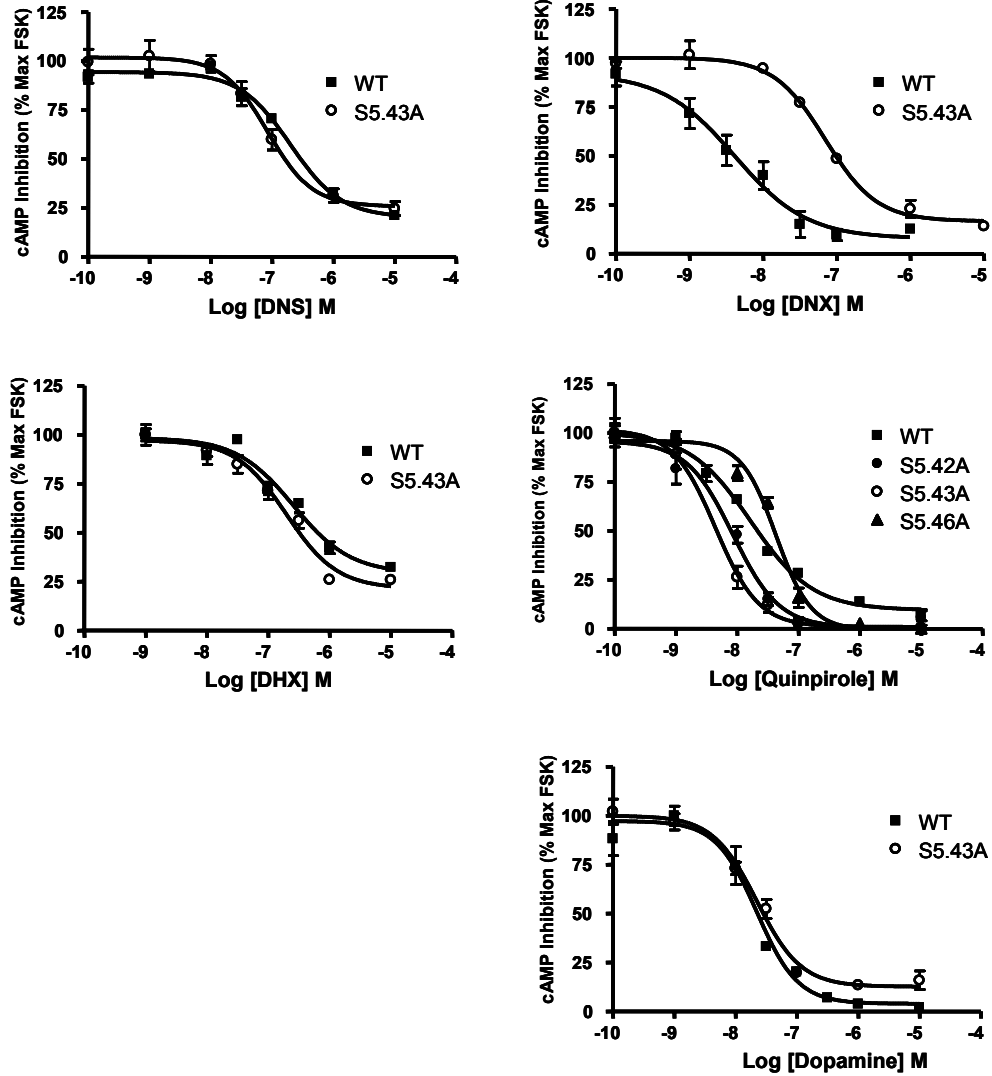 cAMP Inhibition (% Max FSK)
125
100
75
50
25
0
-10 -9 -8 -7 -6 -5 -4
Log [DNS] M
WT
S5.43A
cAMP Inhibition (% Max FSK)
125
100
75
50
25
0
-10 -9 -8 -7 -6 -5
Log [DNX] M
WT
S5.43A
cAMP Inhibition (% Max FSK)
125
100
75
50
25
0
-10 -9 -8 -7 -6 -5 -4
Log [DHX] M
WT
S5.43A
cAMP Inhibition (% Max FSK)
125
100
75
50
25
0
-10 -9 -8 -7 -6 -5 -4
Log [Quinpirole] M
WT
S5.42A
S5.43A
S5.46A
cAMP Inhibition (% Max FSK)
125
100
75
50
25
0
-10 -9 -8 -7 -6 -5 -4
Log [Dopamine] M
WT
S5.43A